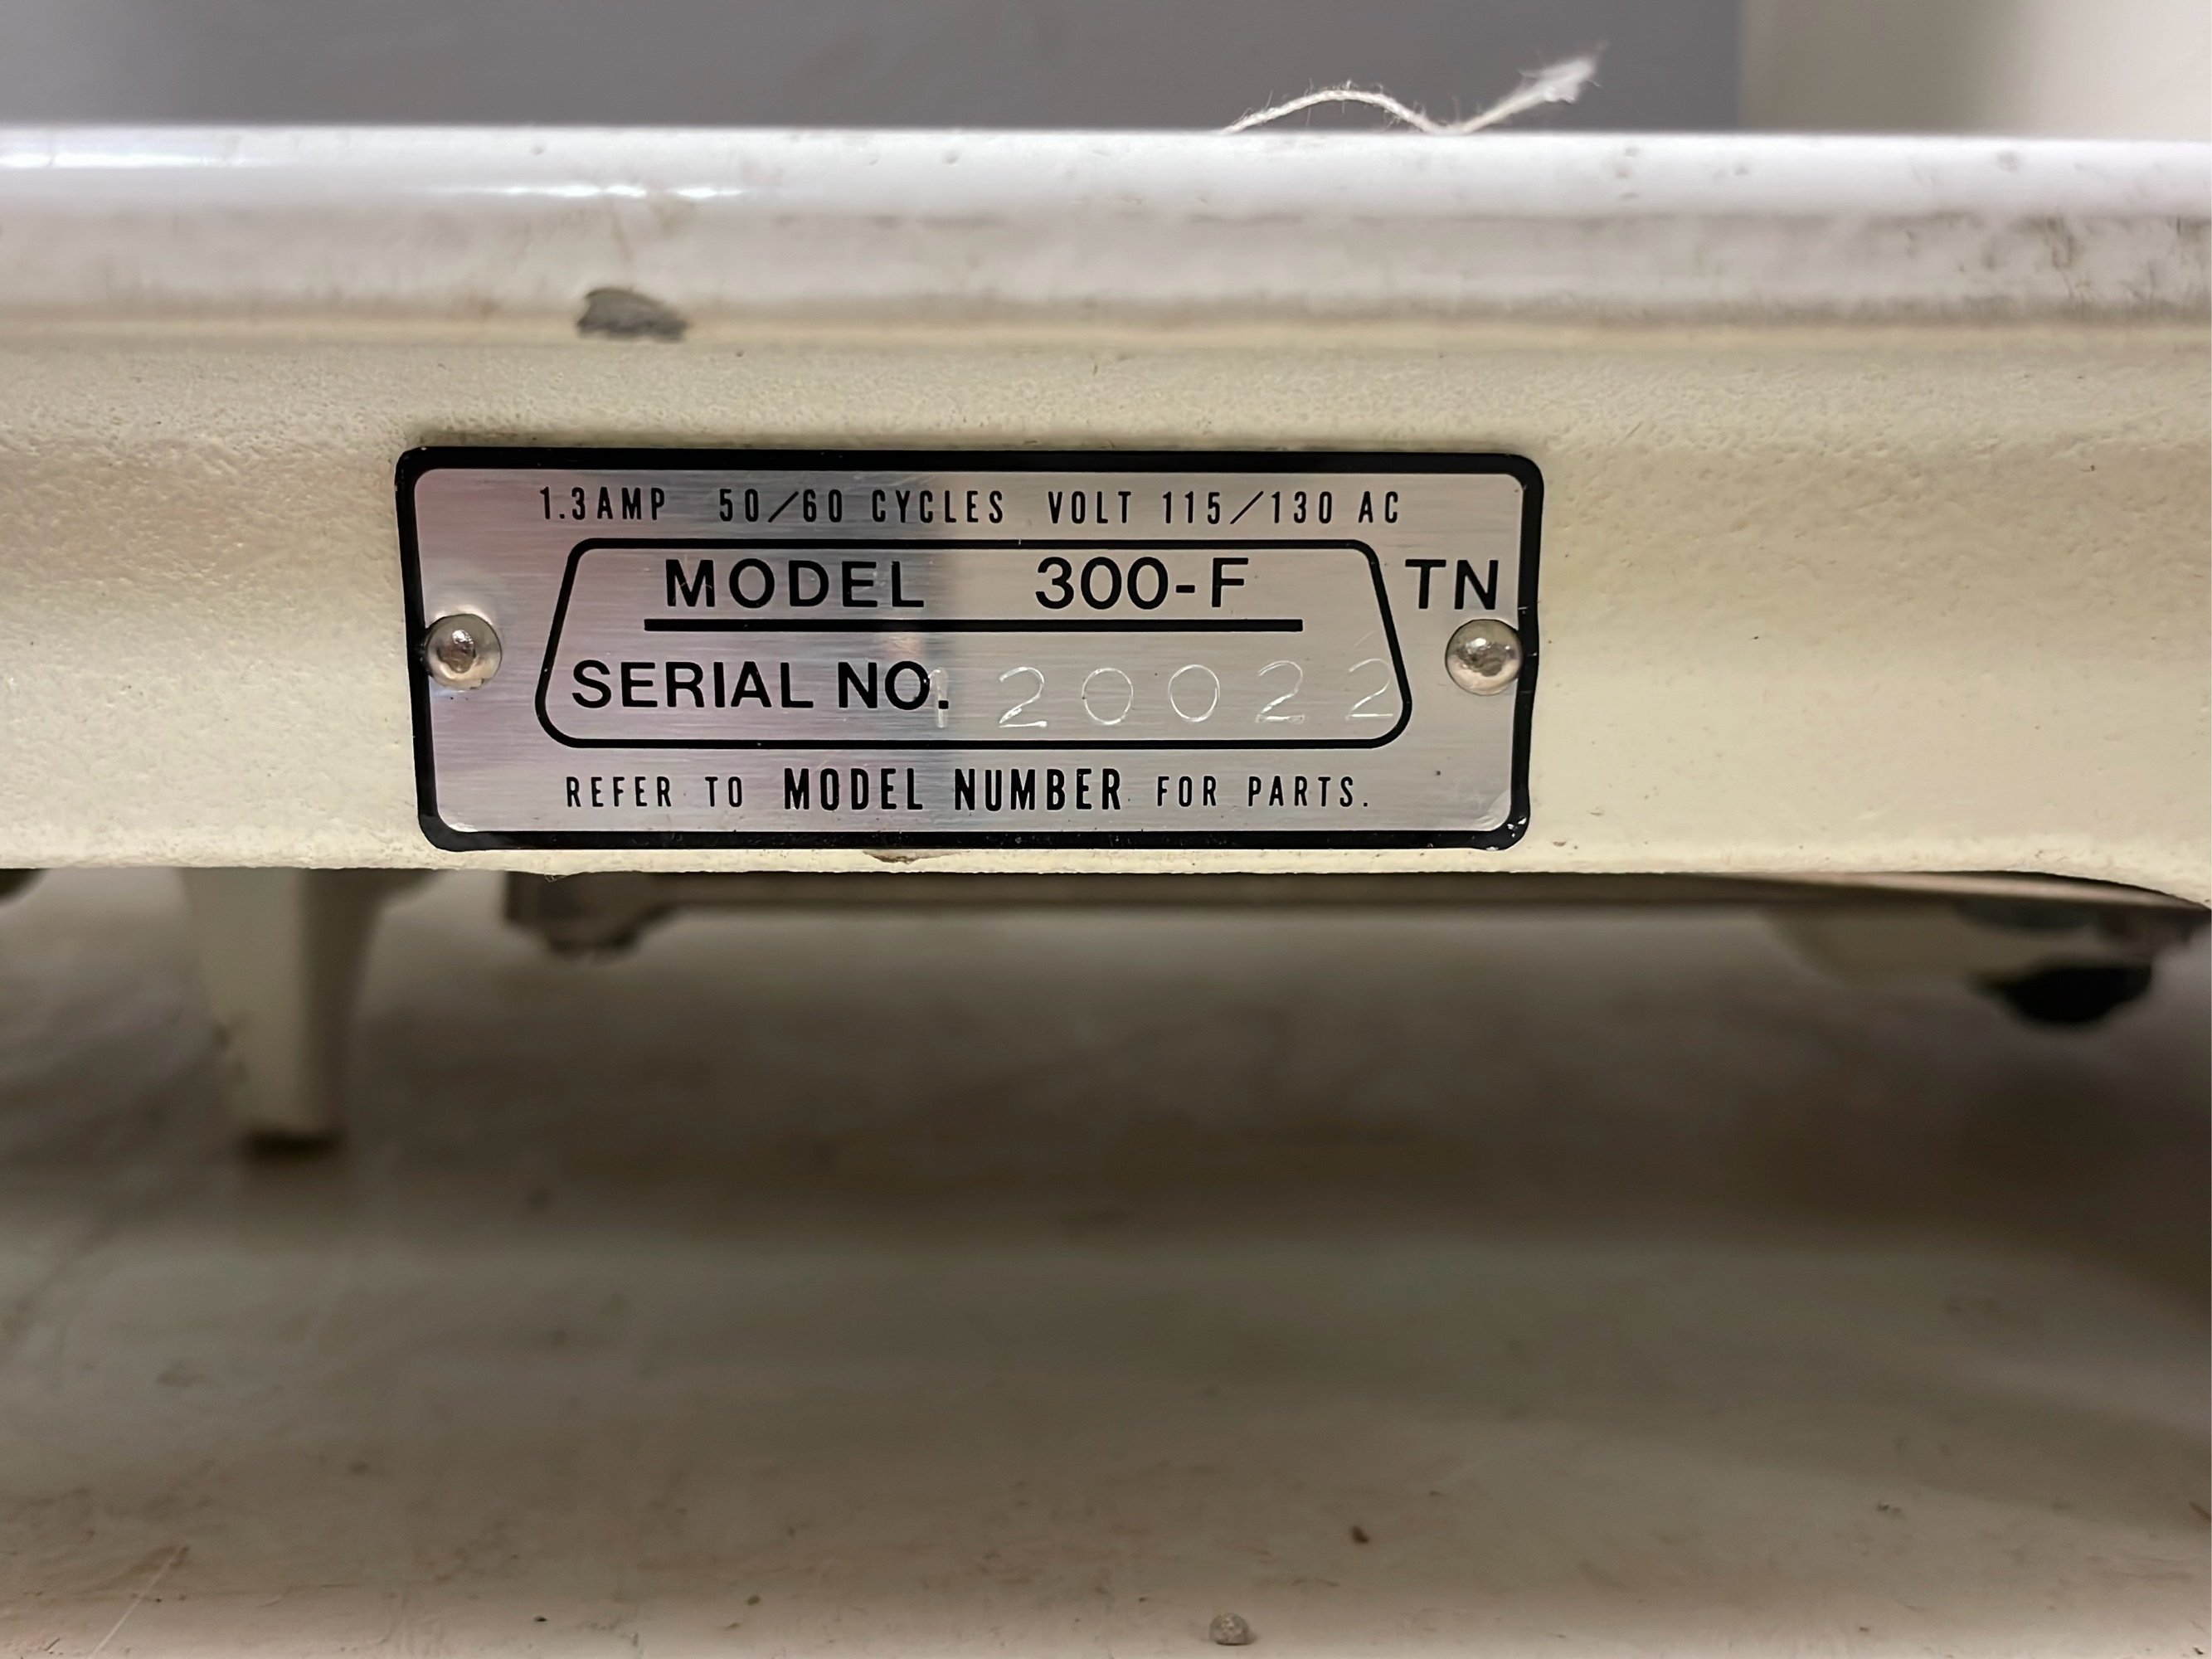 1.3AMP 50/60 CYCLES VOLT 115/130 AC
MODEL 300-F TN
SERIAL NO. 120022
REFER TO MODEL NUMBER FOR PARTS.